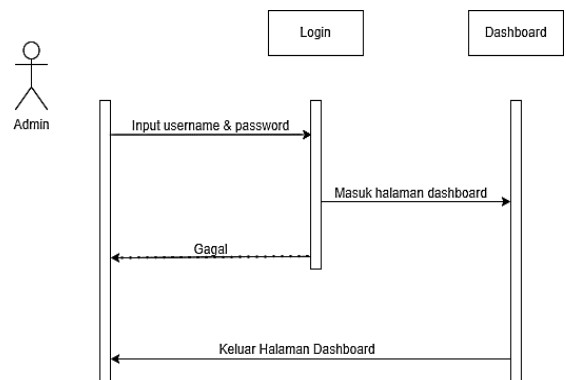 Login
Dashboard
Admin
Input username & password
Masuk halaman dashboard
Gagal
Keluar Halaman Dashboard